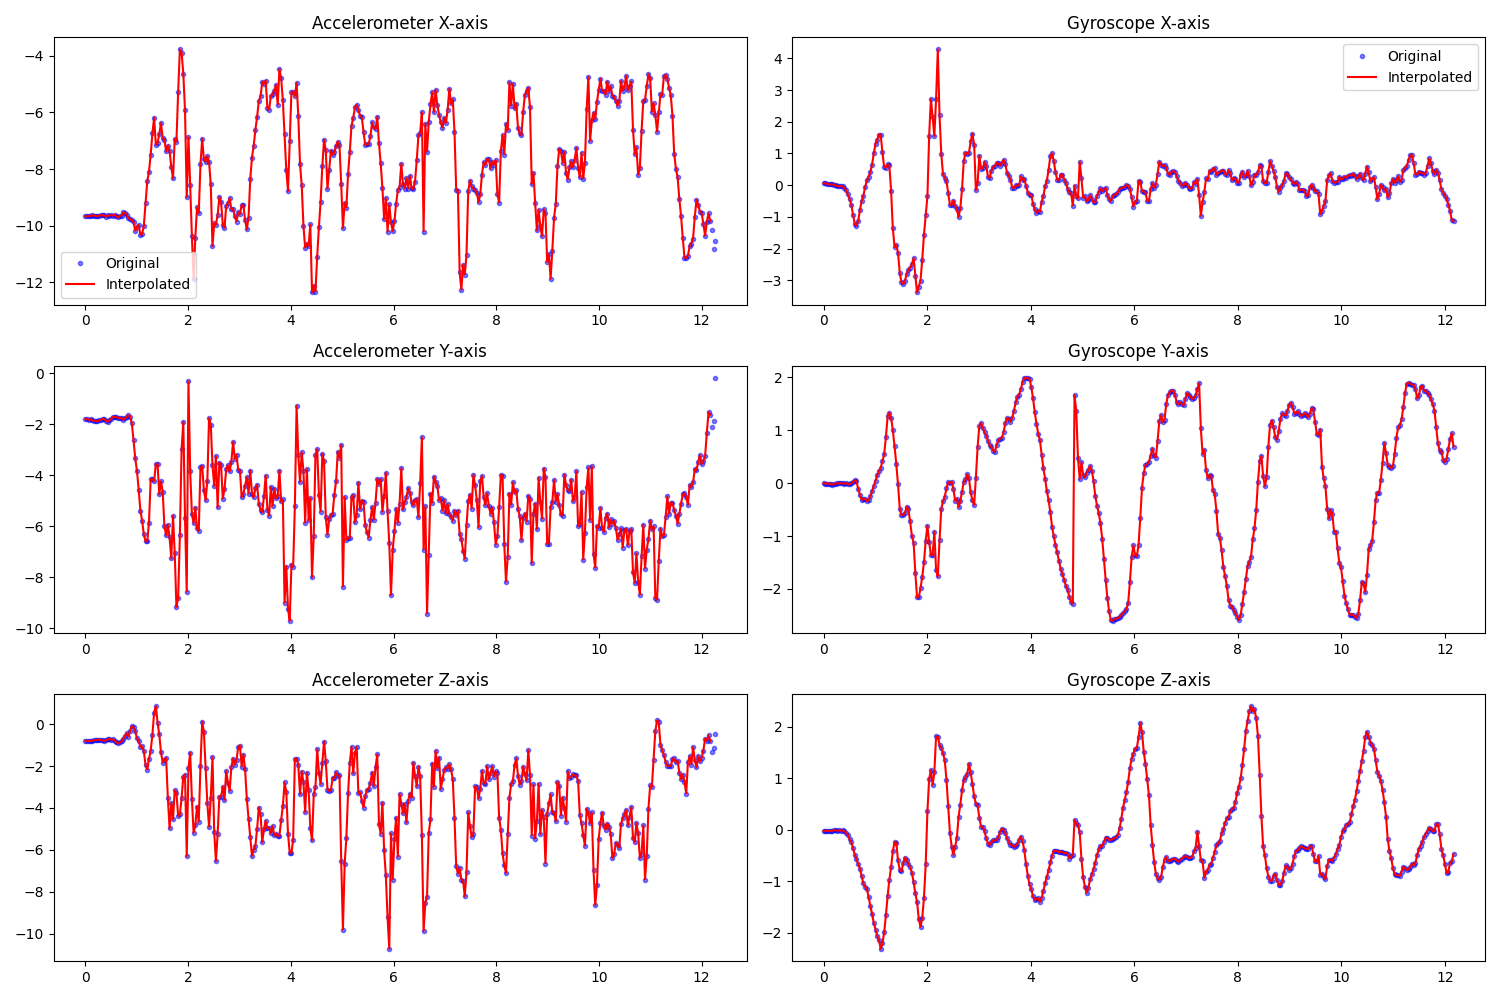 Accelerometer X-axis
−4
−6
−8
−10
−12
Original
Interpolated
0 2 4 6 8 10 12
Gyroscope X-axis
4
3
2
1
0
−1
−2
−3
Original
Interpolated
0 2 4 6 8 10 12
Accelerometer Y-axis
0
−2
−4
−6
−8
−10
0 2 4 6 8 10 12
Gyroscope Y-axis
2
1
0
−1
−2
0 2 4 6 8 10 12
Accelerometer Z-axis
0
−2
−4
−6
−8
−10
0 2 4 6 8 10 12
Gyroscope Z-axis
2
1
0
−1
−2
0 2 4 6 8 10 12